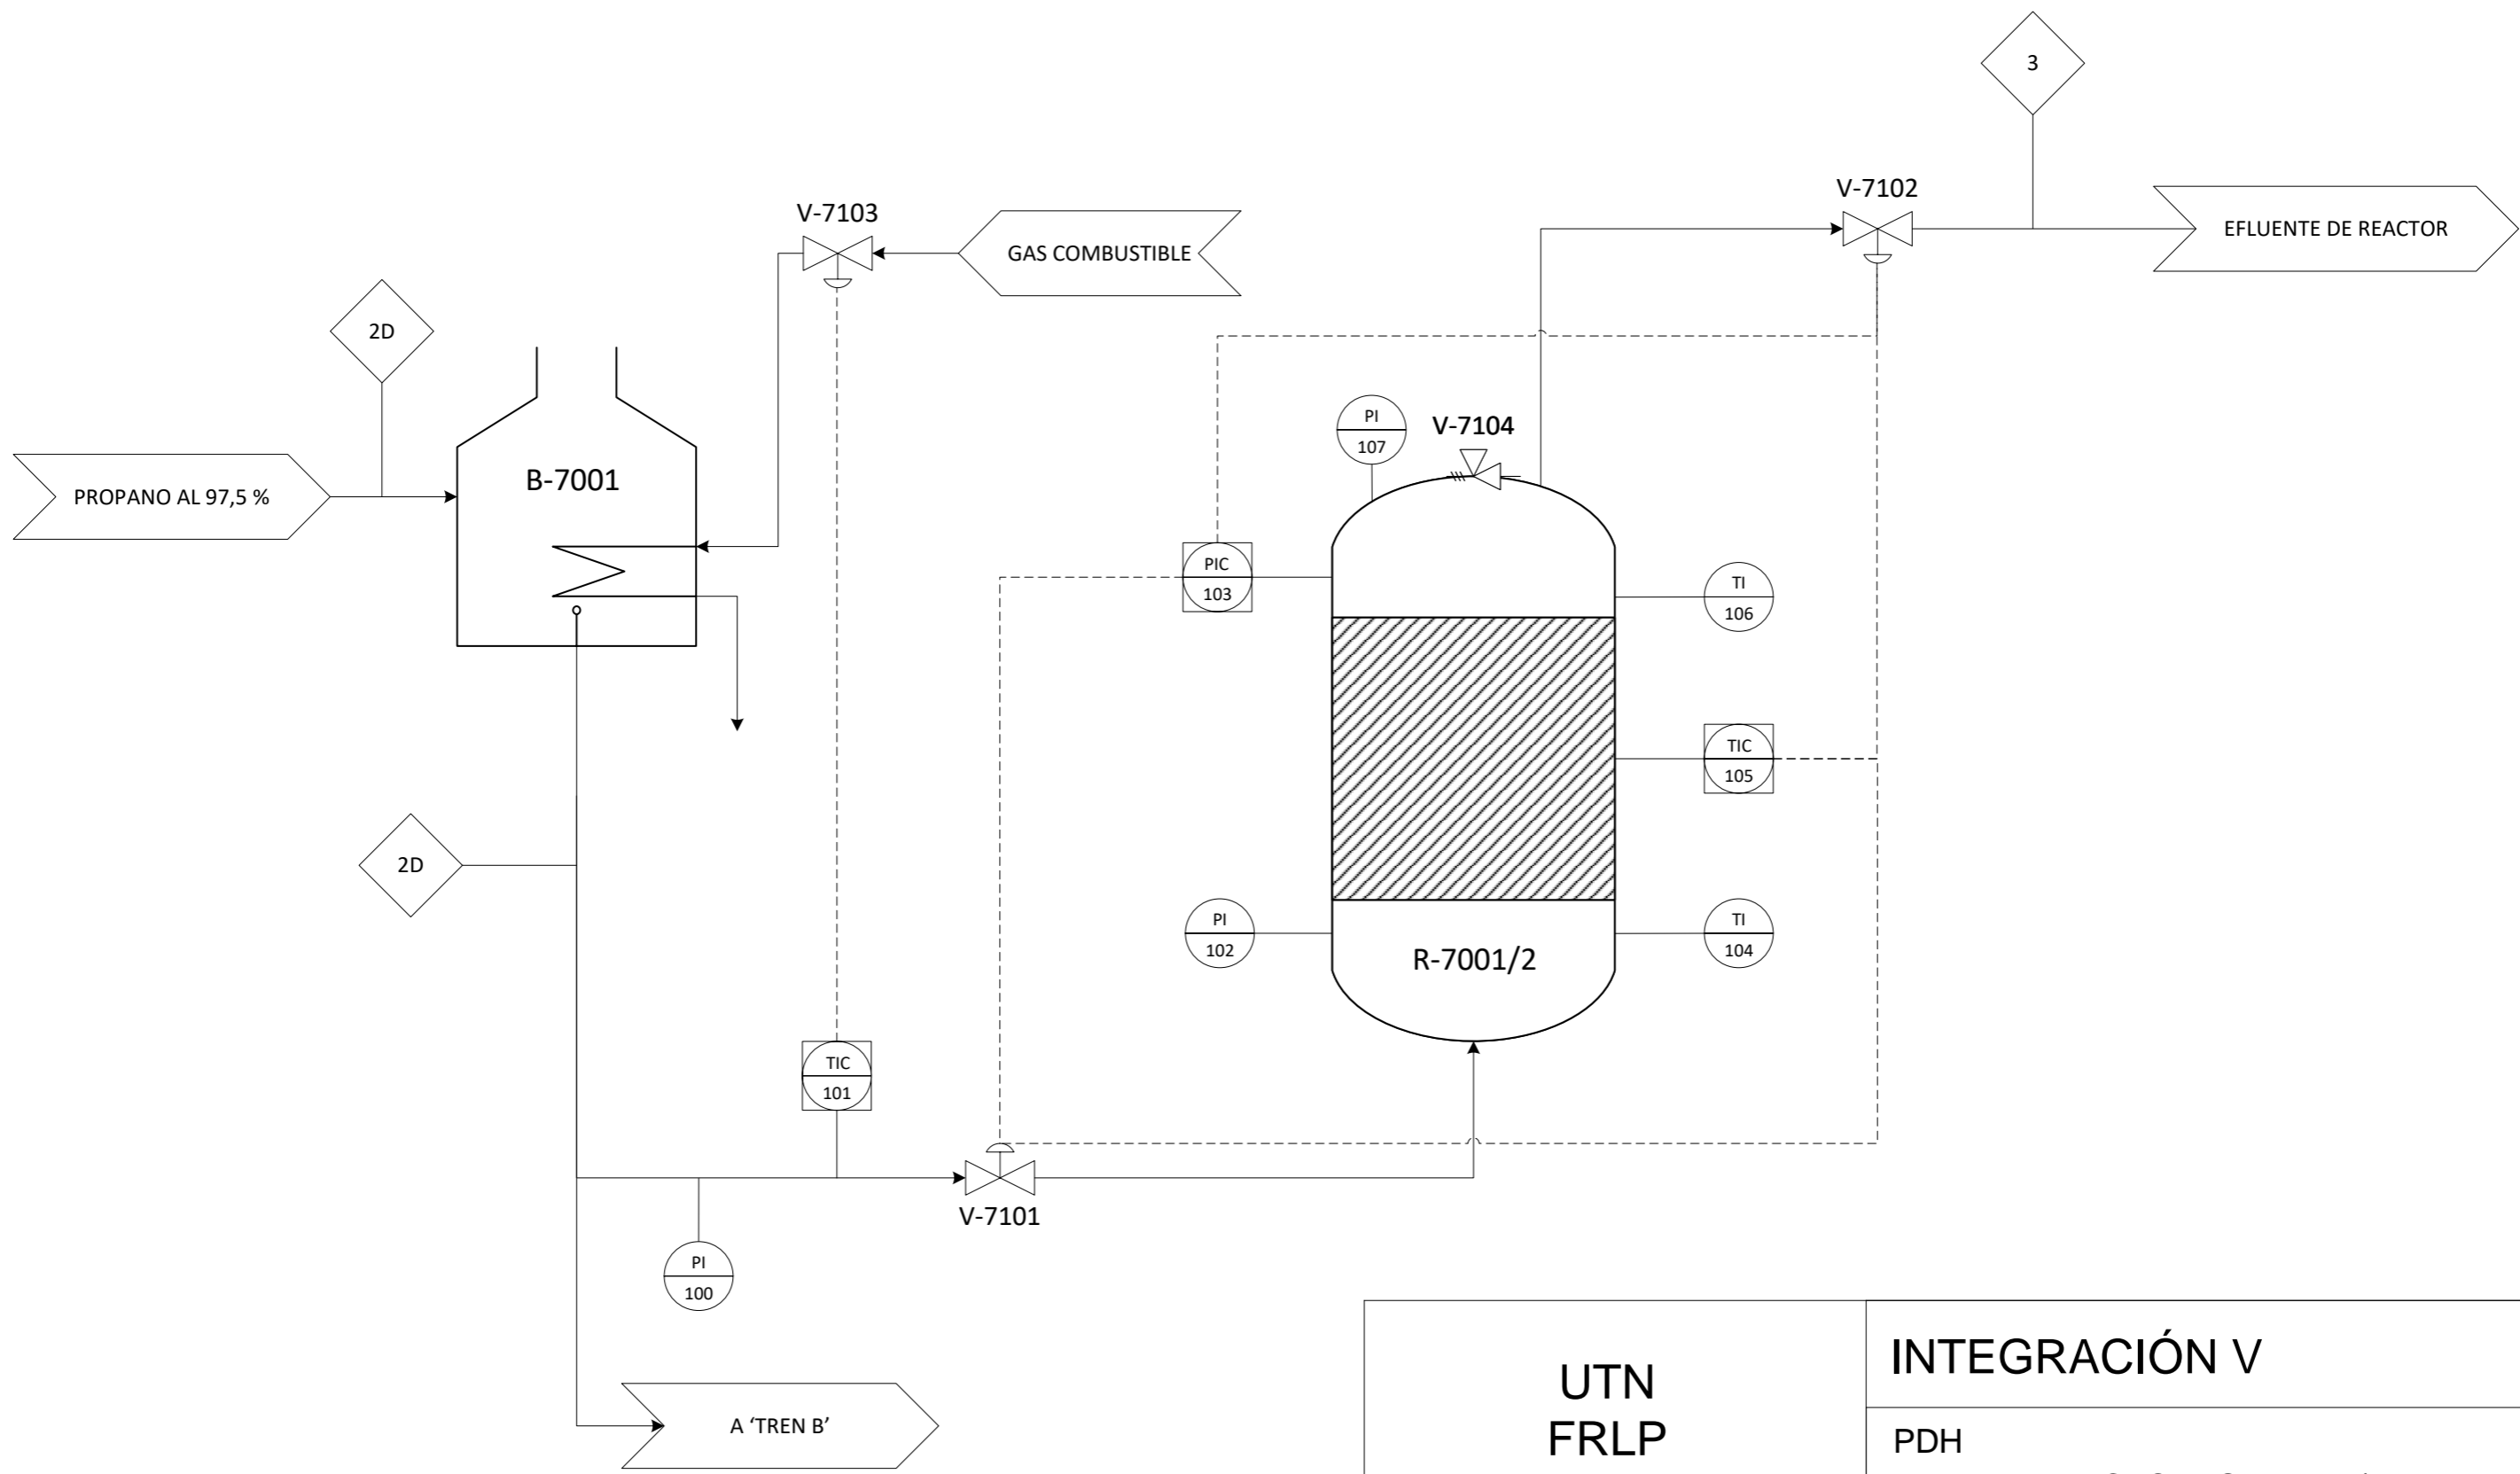 3
V-7102
V-7103
EFLUENTE DE REACTOR
GAS COMBUSTIBLE
2D
PI
107
V-7104
B-7001
PROPANO AL 97,5 %
PIC
103
TI
106
TIC
105
2D
PI
102
TI
104
R-7001/2
TIC
101
V-7101
PI
100
A ‘TREN B’
UTN
FRLP
INTEGRACIÓN V
PDH